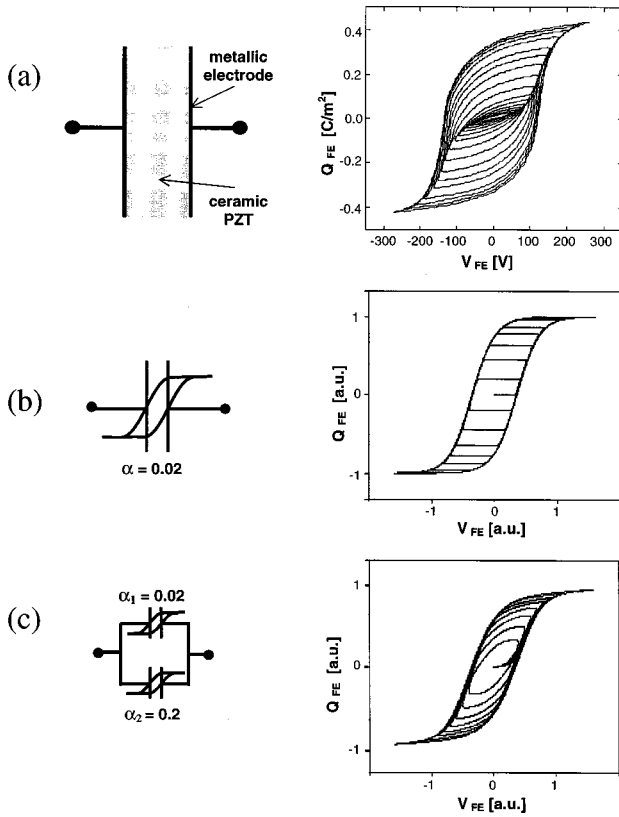 (a)
metallic
electrode
ceramic
PZT
Q FE [C/m²]
0.4
0.2
0.0
-0.2
-0.4
-300 -200 -100 0 100 200 300
V FE [V]
(b)
α = 0.02
Q FE [a.u.]
1
0
-1
-1 0 1
V FE [a.u.]
(c)
α₁ = 0.02
α₂ = 0.2
Q FE [a.u.]
1
0
-1
-1 0 1
V FE [a.u.]